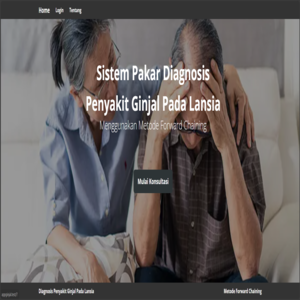 Home Login Tentang
Sistem Pakar Diagnosis
Penyakit Ginjal Pada Lansia
Menggunakan Metode Forward Chaining
Mulai Konsultasi
Diagnosis Penyakit Ginjal Pada Lansia Metode Forward Chaining